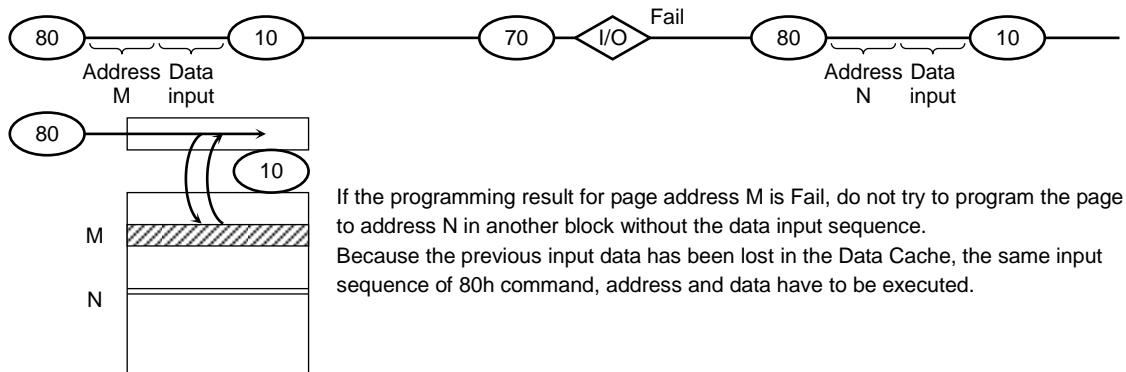 Fail
80 10 70 I/O 80 10
Address Data Address Data
M input N input
80
10
If the programming result for page address M is Fail, do not try to program the page
to address N in another block without the data input sequence.
M
Because the previous input data has been lost in the Data Cache, the same input
sequence of 80h command, address and data have to be executed.
N